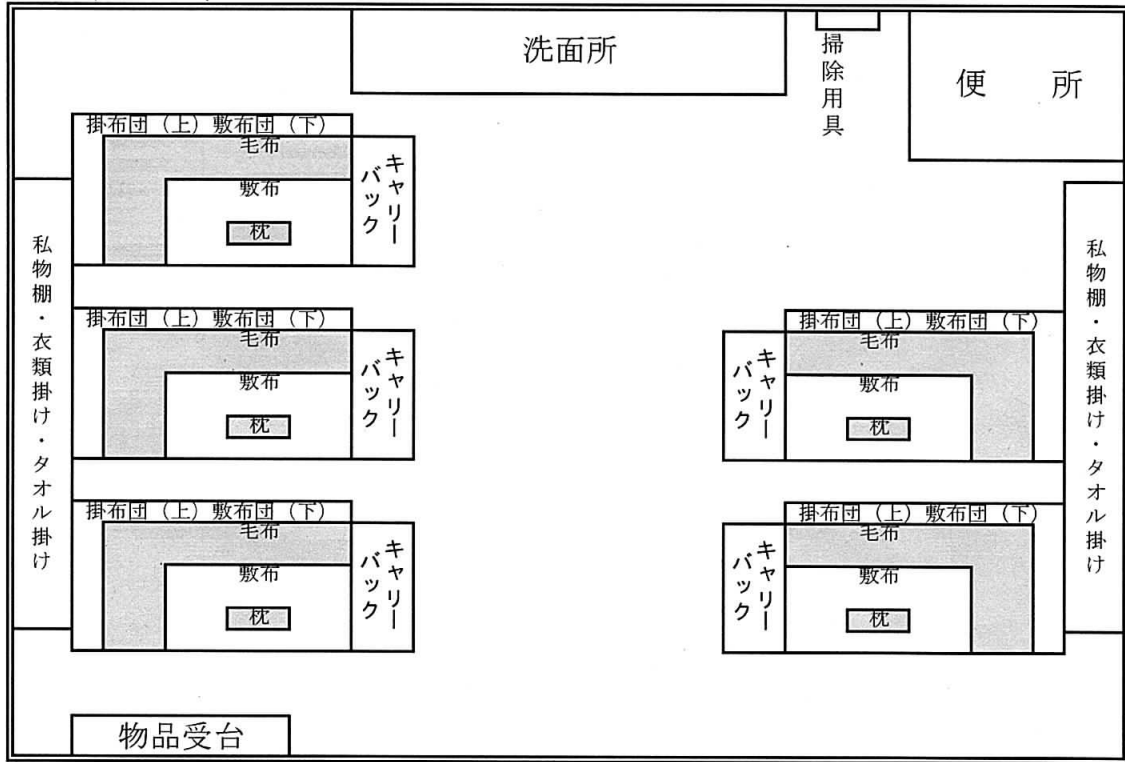 洗面所
掃除用具
便　所
掛布団（上）敷布団（下）
毛布
敷布
枕
キャリー
バック
私物棚・衣類掛け・タオル掛け
掛布団（上）敷布団（下）
毛布
敷布
枕
キャリー
バック
掛布団（上）敷布団（下）
毛布
敷布
枕
キャリー
バック
掛布団（上）敷布団（下）
毛布
敷布
枕
キャリー
バック
私物棚・衣類掛け・タオル掛け
掛布団（上）敷布団（下）
毛布
敷布
枕
キャリー
バック
物品受台